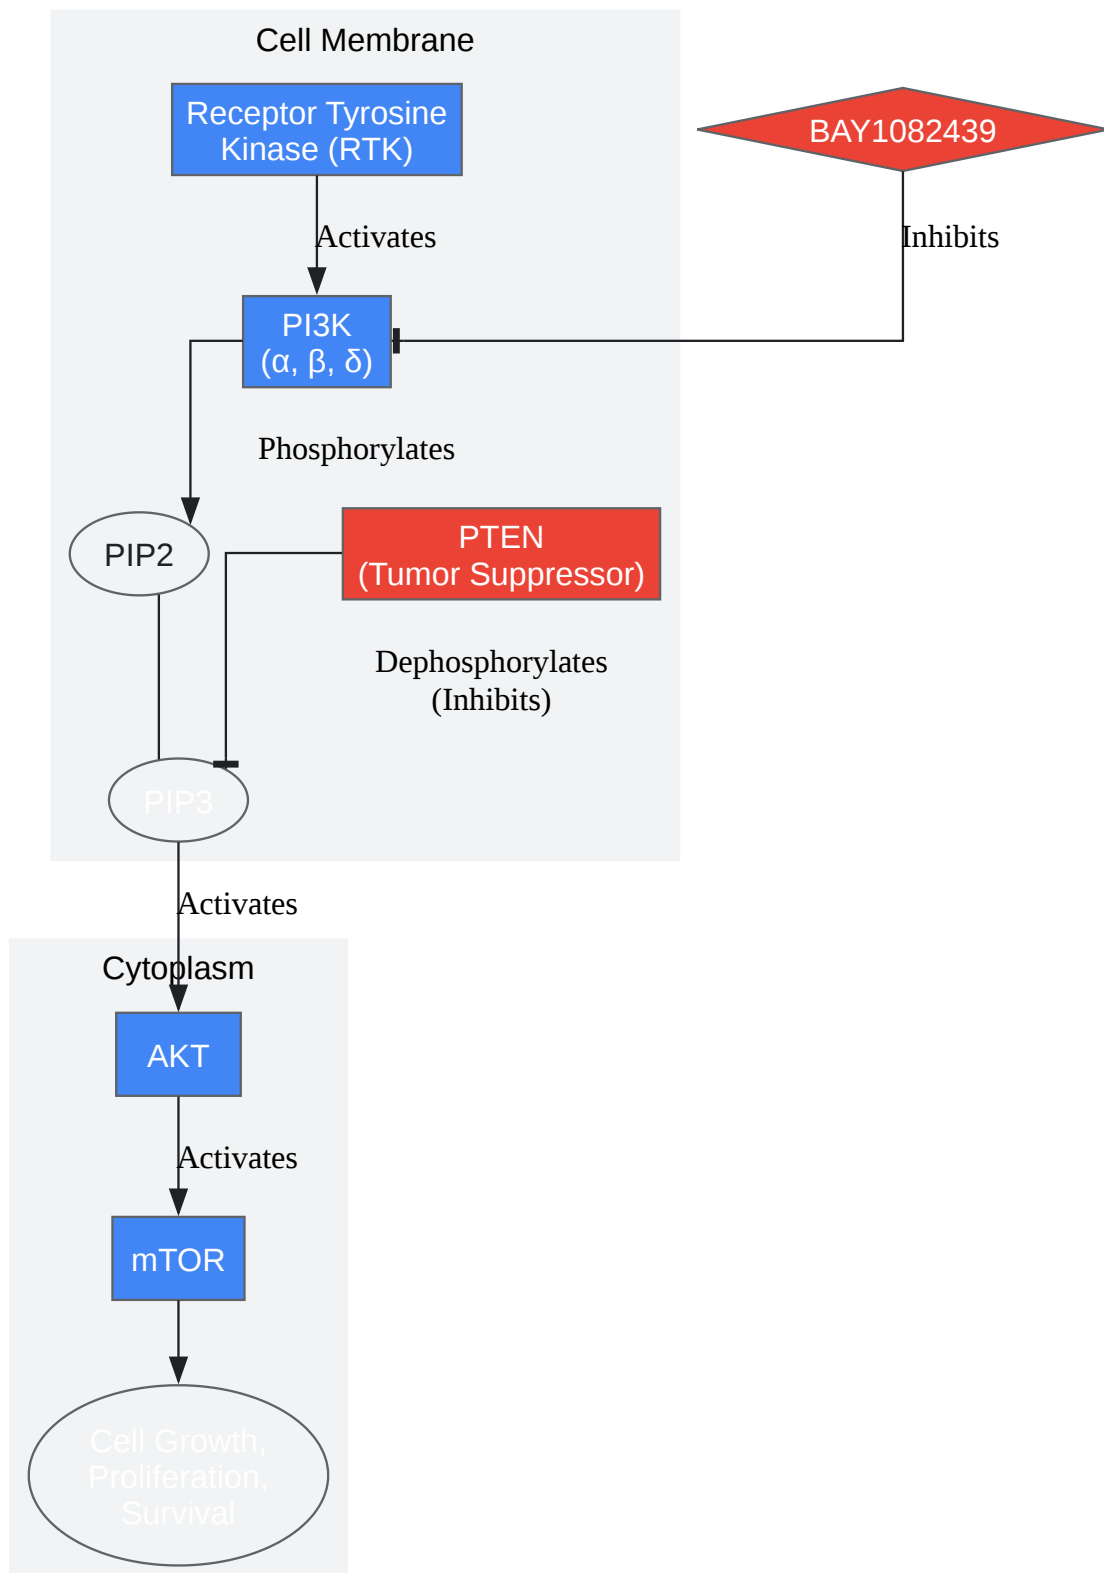 Cell Membrane
Receptor Tyrosine
Kinase (RTK)
BAY1082439
Activates
Inhibits
PI3K
(α, β, δ)
Phosphorylates
PIP2
PTEN
(Tumor Suppressor)
Dephosphorylates
(Inhibits)
PIP3
Activates
Cytoplasm
AKT
Activates
mTOR
Cell Growth,
Proliferation,
Survival